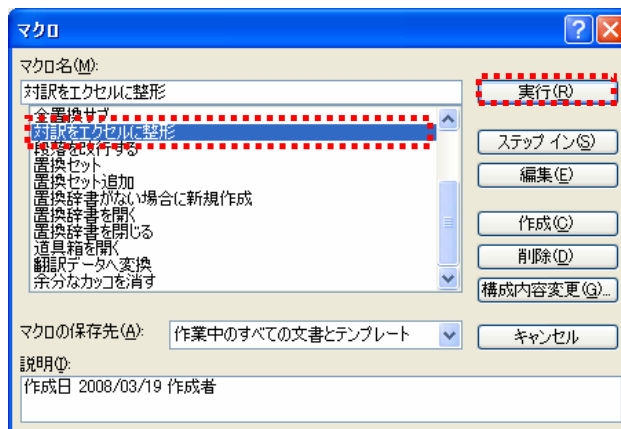 マクロ
マクロ名(M):
対訳をエクセルに整形
実行(R)
全置換サブ
対訳をエクセルに整形
段落を改行する
置換セット
置換セット追加
置換辞書がない場合に新規作成
置換辞書を開く
置換辞書を閉じる
道具箱を開く
翻訳データへ変換
余分なカッコを消す
ステップ イン(S)
編集(E)
作成(C)
削除(D)
構成内容変更(G)...
マクロの保存先(A):
作業中のすべての文書とテンプレート
キャンセル
説明(I):
作成日 2008/03/19 作成者